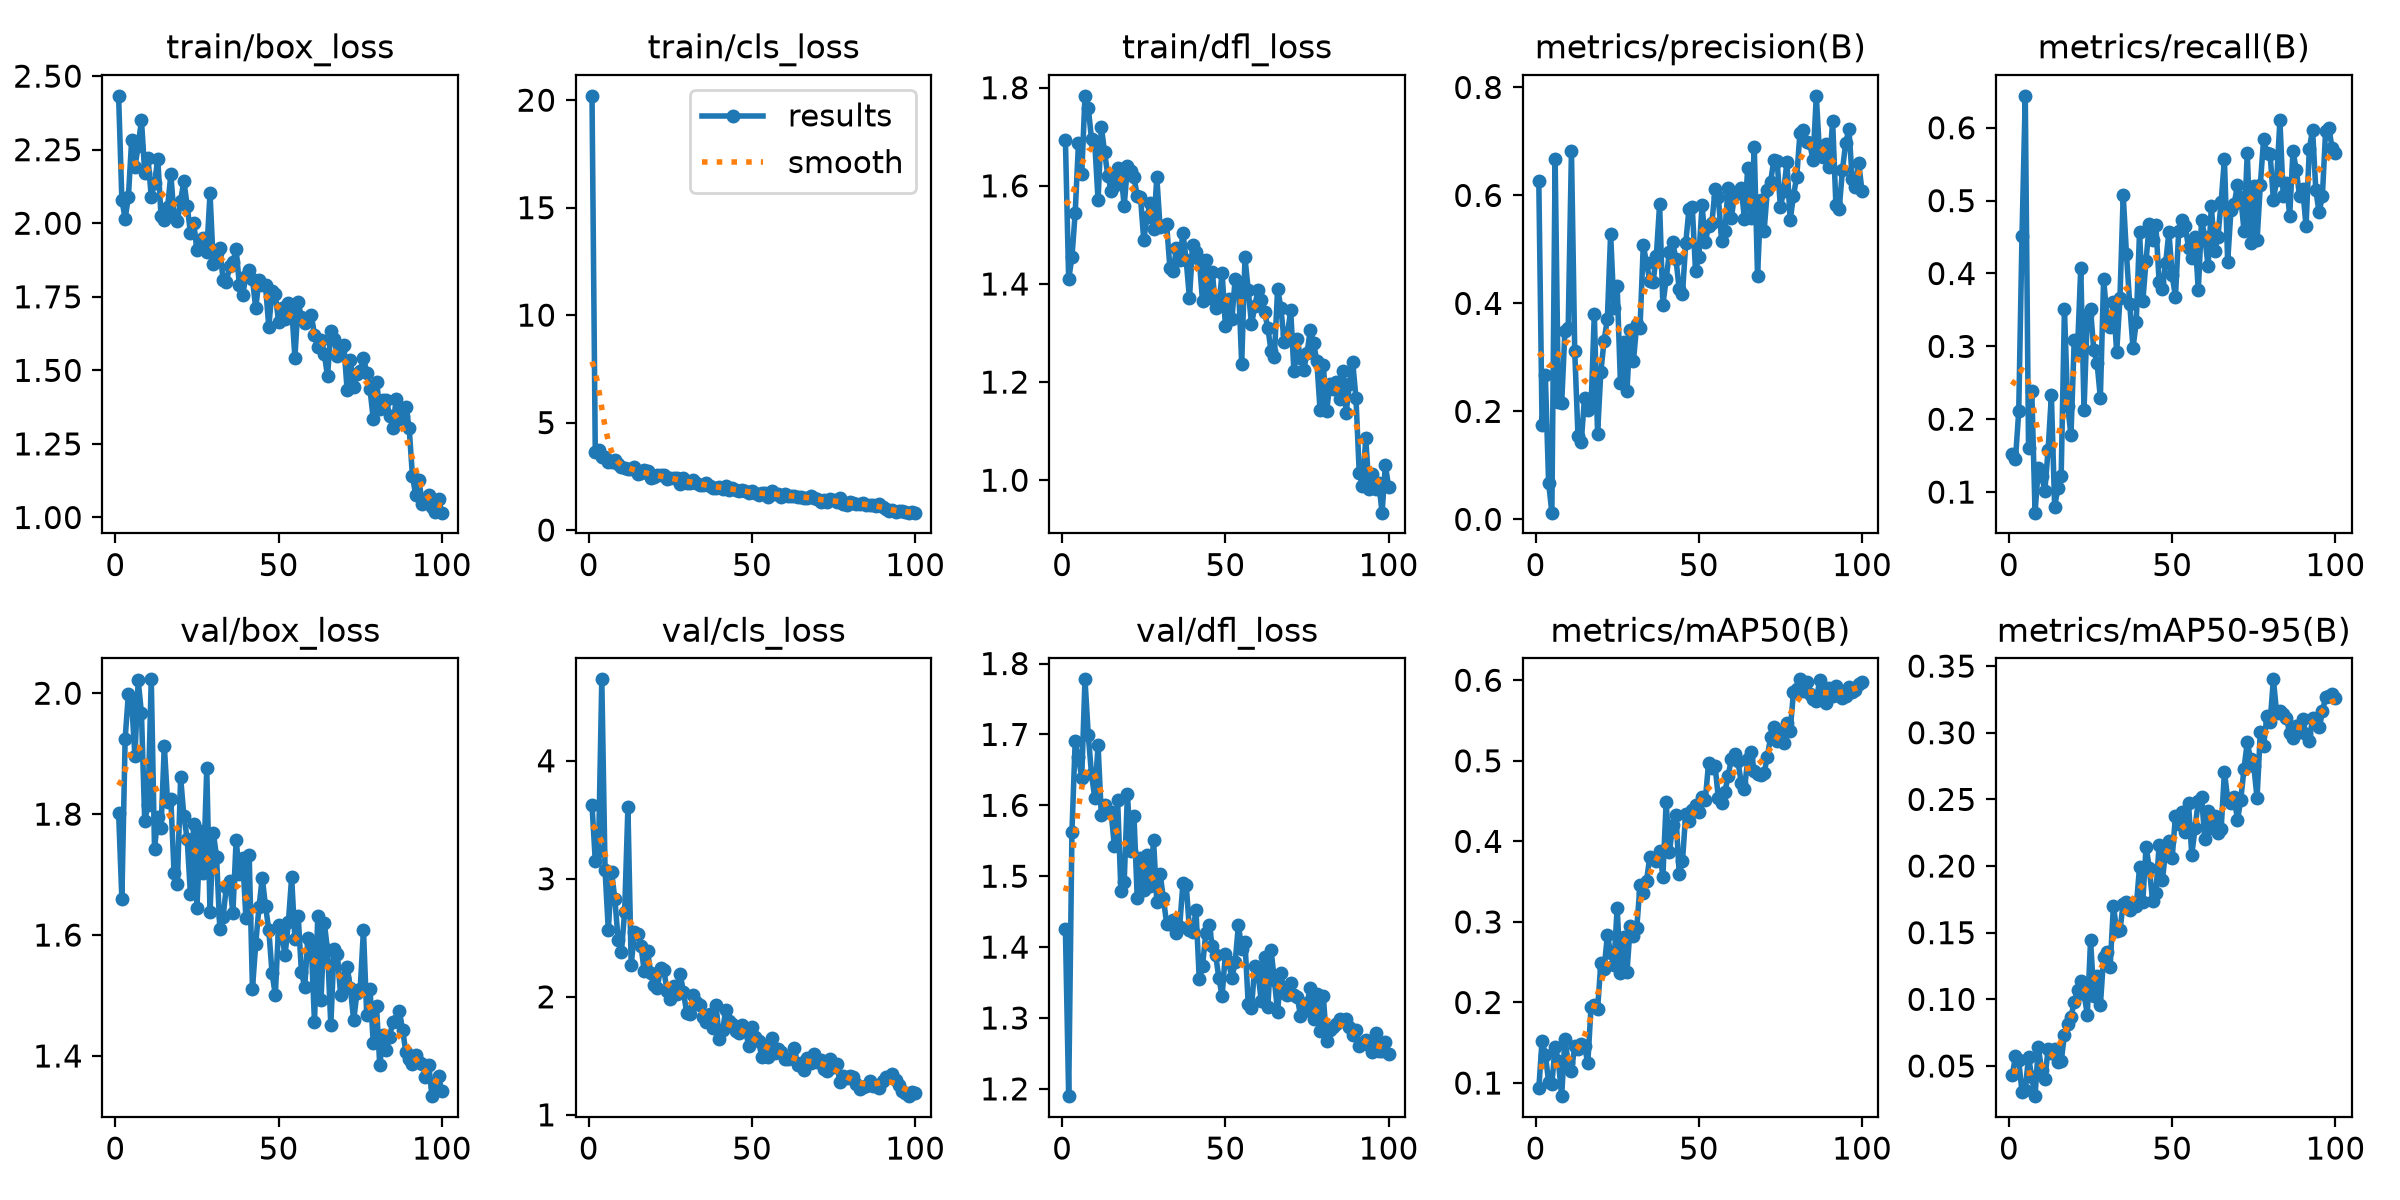 train/box_loss
2.50
2.25
2.00
1.75
1.50
1.25
1.00
0 50 100
train/cls_loss
results
smooth
20
15
10
5
0
0 50 100
train/dfl_loss
1.8
1.6
1.4
1.2
1.0
0 50 100
metrics/precision(B)
0.8
0.6
0.4
0.2
0.0
0 50 100
metrics/recall(B)
0.6
0.5
0.4
0.3
0.2
0.1
0 50 100
val/box_loss
2.0
1.8
1.6
1.4
0 50 100
val/cls_loss
4
3
2
1
0 50 100
val/dfl_loss
1.8
1.7
1.6
1.5
1.4
1.3
1.2
0 50 100
metrics/mAP50(B)
0.6
0.5
0.4
0.3
0.2
0.1
0 50 100
metrics/mAP50-95(B)
0.35
0.30
0.25
0.20
0.15
0.10
0.05
0 50 100